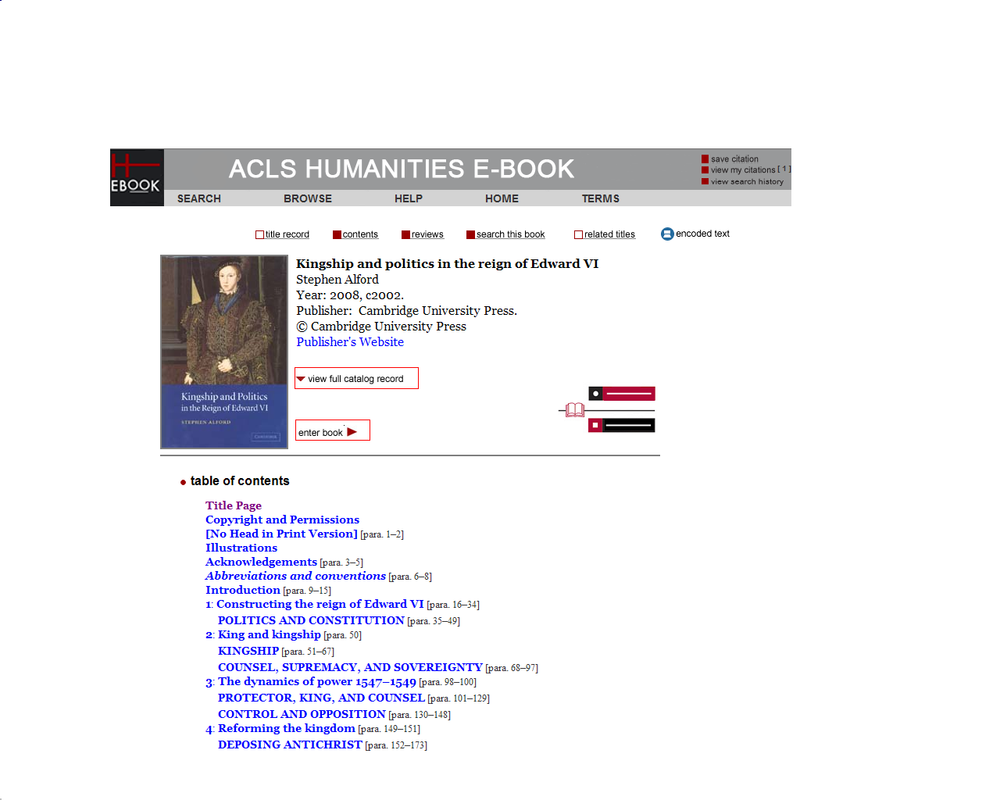 EBOOK
ACLS HUMANITIES E-BOOK
save citation
view my citations [ 1 ]
view search history
SEARCH BROWSE HELP HOME TERMS
title record contents reviews search this book related titles encoded text
Kingship and Politics
in the Reign of Edward VI
STEPHEN ALFORD
CAMBRIDGE
Kingship and politics in the reign of Edward VI
Stephen Alford
Year: 2008, c2002.
Publisher:  Cambridge University Press.
© Cambridge University Press
Publisher's Website
view full catalog record
enter book
table of contents
Title Page
Copyright and Permissions
[No Head in Print Version] [para. 1–2]
Illustrations
Acknowledgements [para. 3–5]
Abbreviations and conventions [para. 6–8]
Introduction [para. 9–15]
1: Constructing the reign of Edward VI [para. 16–34]
POLITICS AND CONSTITUTION [para. 35–49]
2: King and kingship [para. 50]
KINGSHIP [para. 51–67]
COUNSEL, SUPREMACY, AND SOVEREIGNTY [para. 68–97]
3: The dynamics of power 1547–1549 [para. 98–100]
PROTECTOR, KING, AND COUNSEL [para. 101–129]
CONTROL AND OPPOSITION [para. 130–148]
4: Reforming the kingdom [para. 149–151]
DEPOSING ANTICHRIST [para. 152–173]